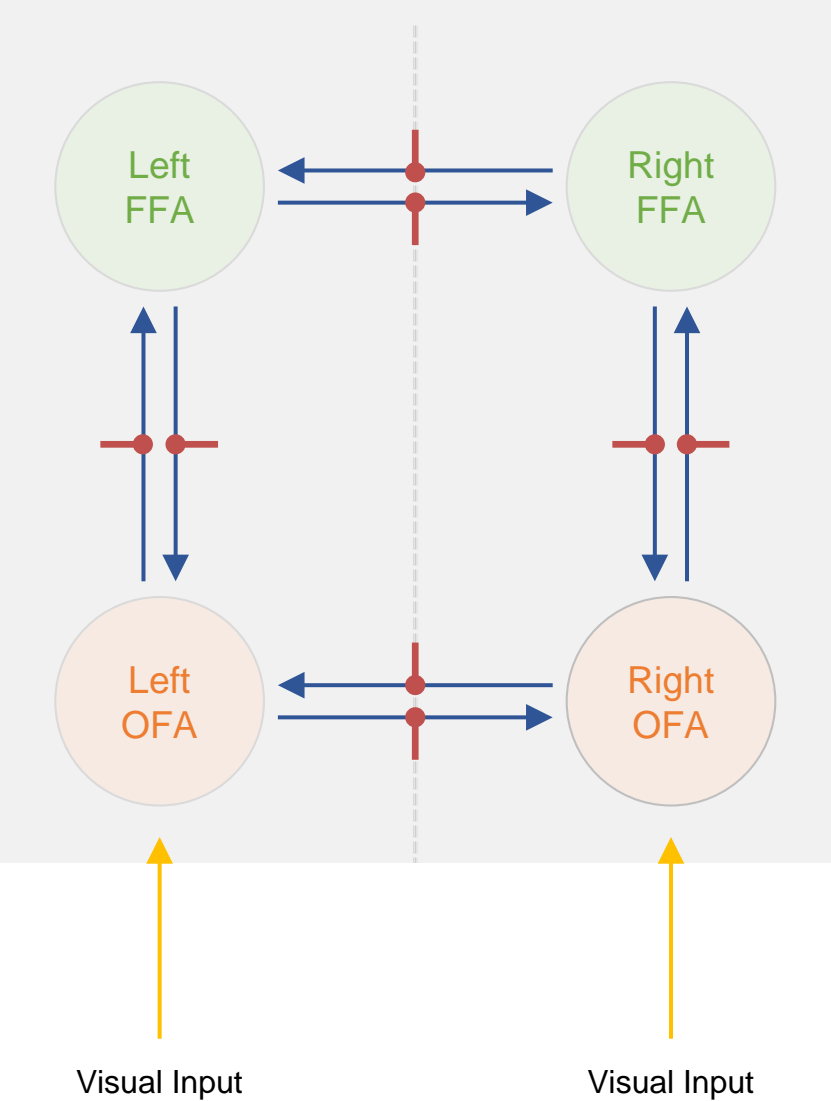 Left
FFA
Right
FFA
Left
OFA
Right
OFA
Visual Input
Visual Input